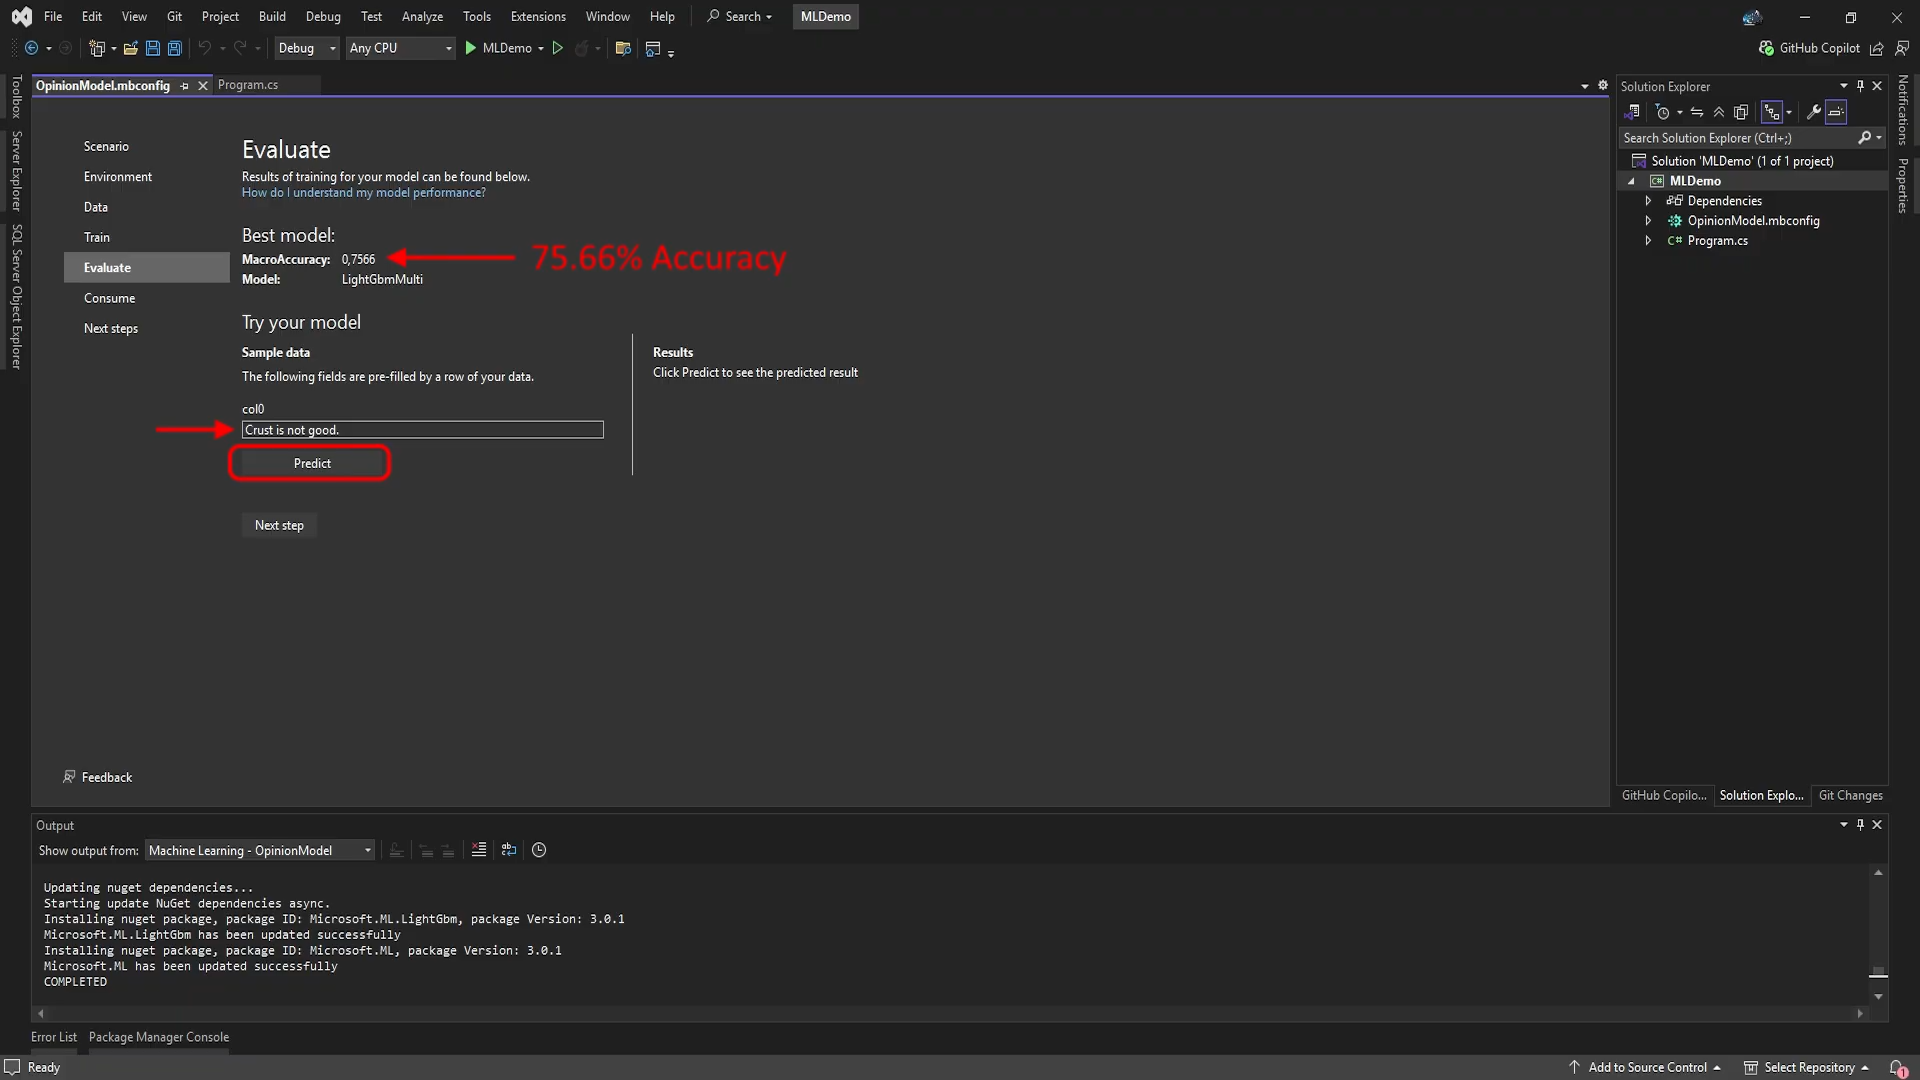 File Edit View Git Project Build Debug Test Analyze Tools Extensions Window Help Search MLDemo
Debug Any CPU MLDemo GitHub Copilot
OpinionModel.mbconfig Program.cs
Toolbox
Server Explorer
SQL Server Object Explorer
Scenario
Environment
Data
Train
Evaluate
Consume
Next steps
Evaluate
Results of training for your model can be found below.
How do I understand my model performance?
Best model:
MacroAccuracy: 0,7566
75.66% Accuracy
Model: LightGbmMulti
Try your model
Sample data
The following fields are pre-filled by a row of your data.
col0
Crust is not good.
Predict
Next step
Results
Click Predict to see the predicted result
Feedback
Solution Explorer
Search Solution Explorer (Ctrl+;)
Solution 'MLDemo' (1 of 1 project)
C# MLDemo
Dependencies
OpinionModel.mbconfig
C# Program.cs
GitHub Copilo... Solution Explo... Git Changes
Notifications
Properties
Output
Show output from: Machine Learning - OpinionModel
Updating nuget dependencies...
Starting update NuGet dependencies async.
Installing nuget package, package ID: Microsoft.ML.LightGbm, package Version: 3.0.1
Microsoft.ML.LightGbm has been updated successfully
Installing nuget package, package ID: Microsoft.ML, package Version: 3.0.1
Microsoft.ML has been updated successfully
COMPLETED
Error List Package Manager Console
Ready Add to Source Control Select Repository 1